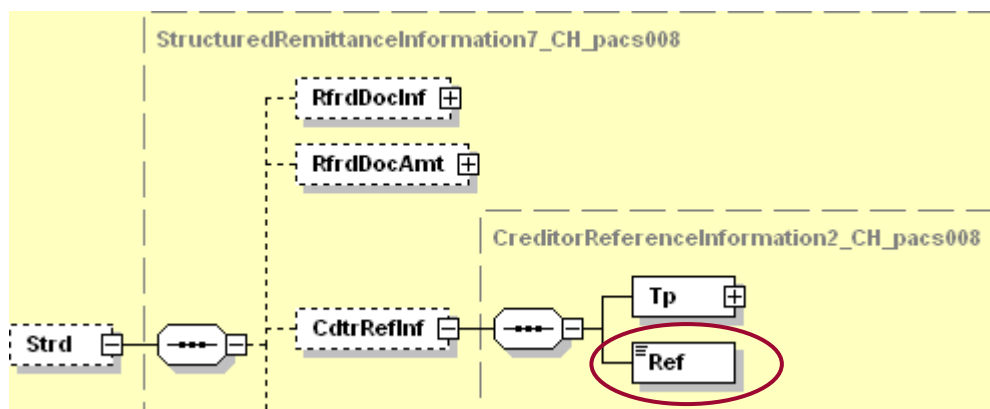 StructuredRemittanceInformation7_CH_pacs008
RfrdDocInf
RfrdDocAmt
CreditorReferenceInformation2_CH_pacs008
Tp
CdtrRefInf
Strd
Ref